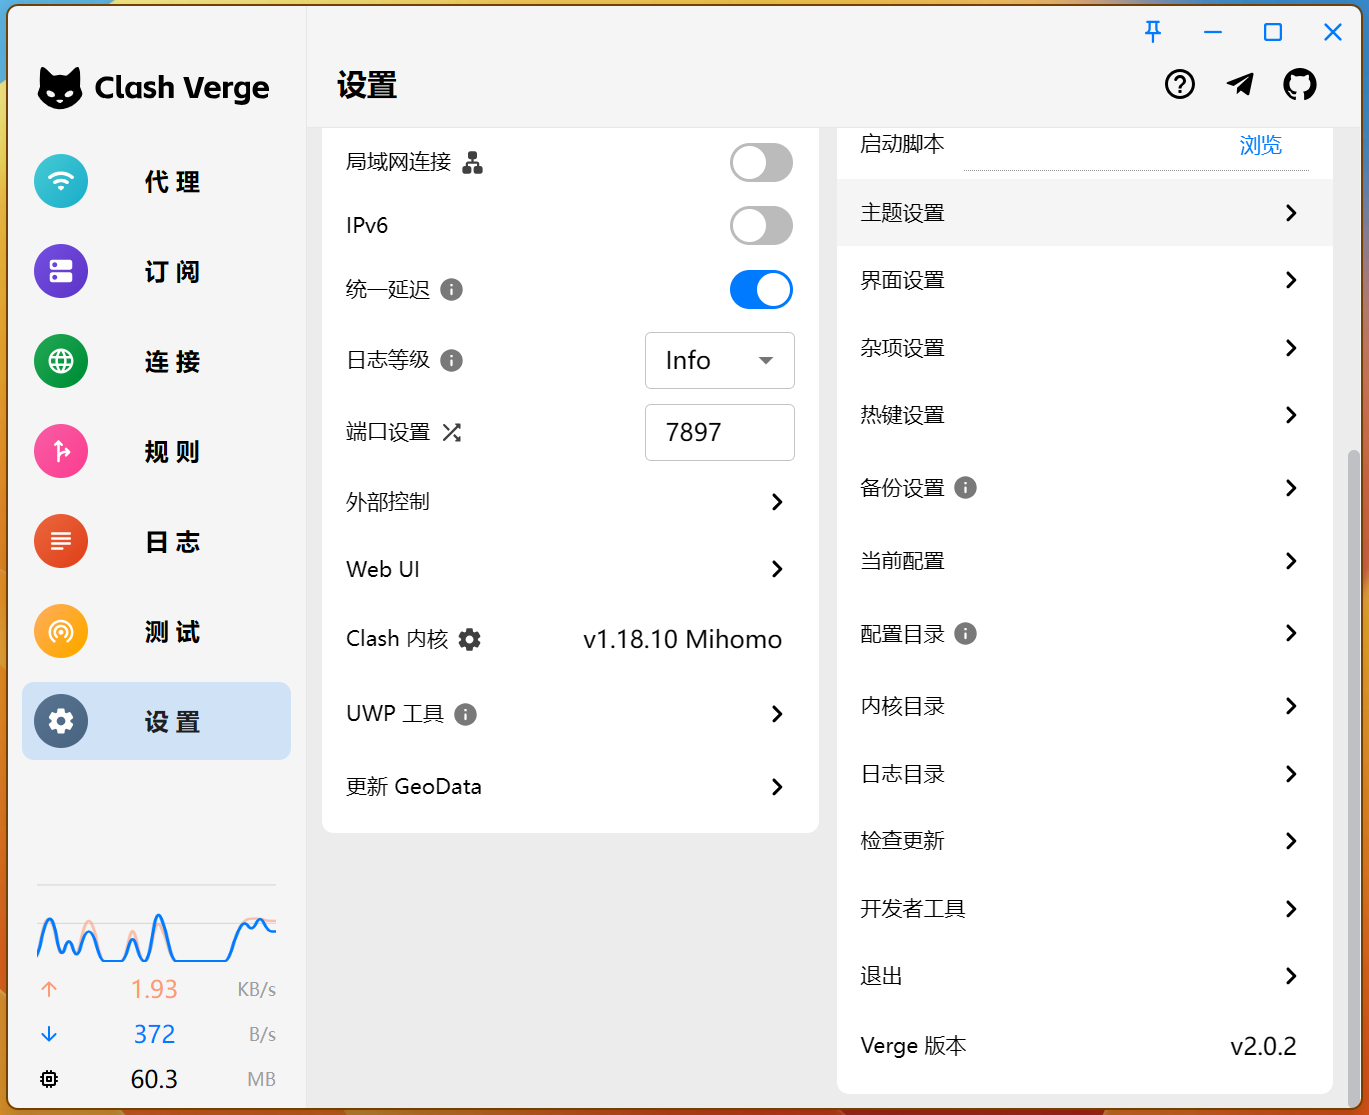 Clash Verge
代理
订阅
连接
规则
日志
测试
设置
1.93 KB/s
372 B/s
60.3 MB
设置
局域网连接
IPv6
统一延迟
日志等级 Info
端口设置 7897
外部控制
Web UI
Clash 内核 v1.18.10 Mihomo
UWP 工具
更新 GeoData
启动脚本 浏览
主题设置
界面设置
杂项设置
热键设置
备份设置
当前配置
配置目录
内核目录
日志目录
检查更新
开发者工具
退出
Verge 版本 v2.0.2